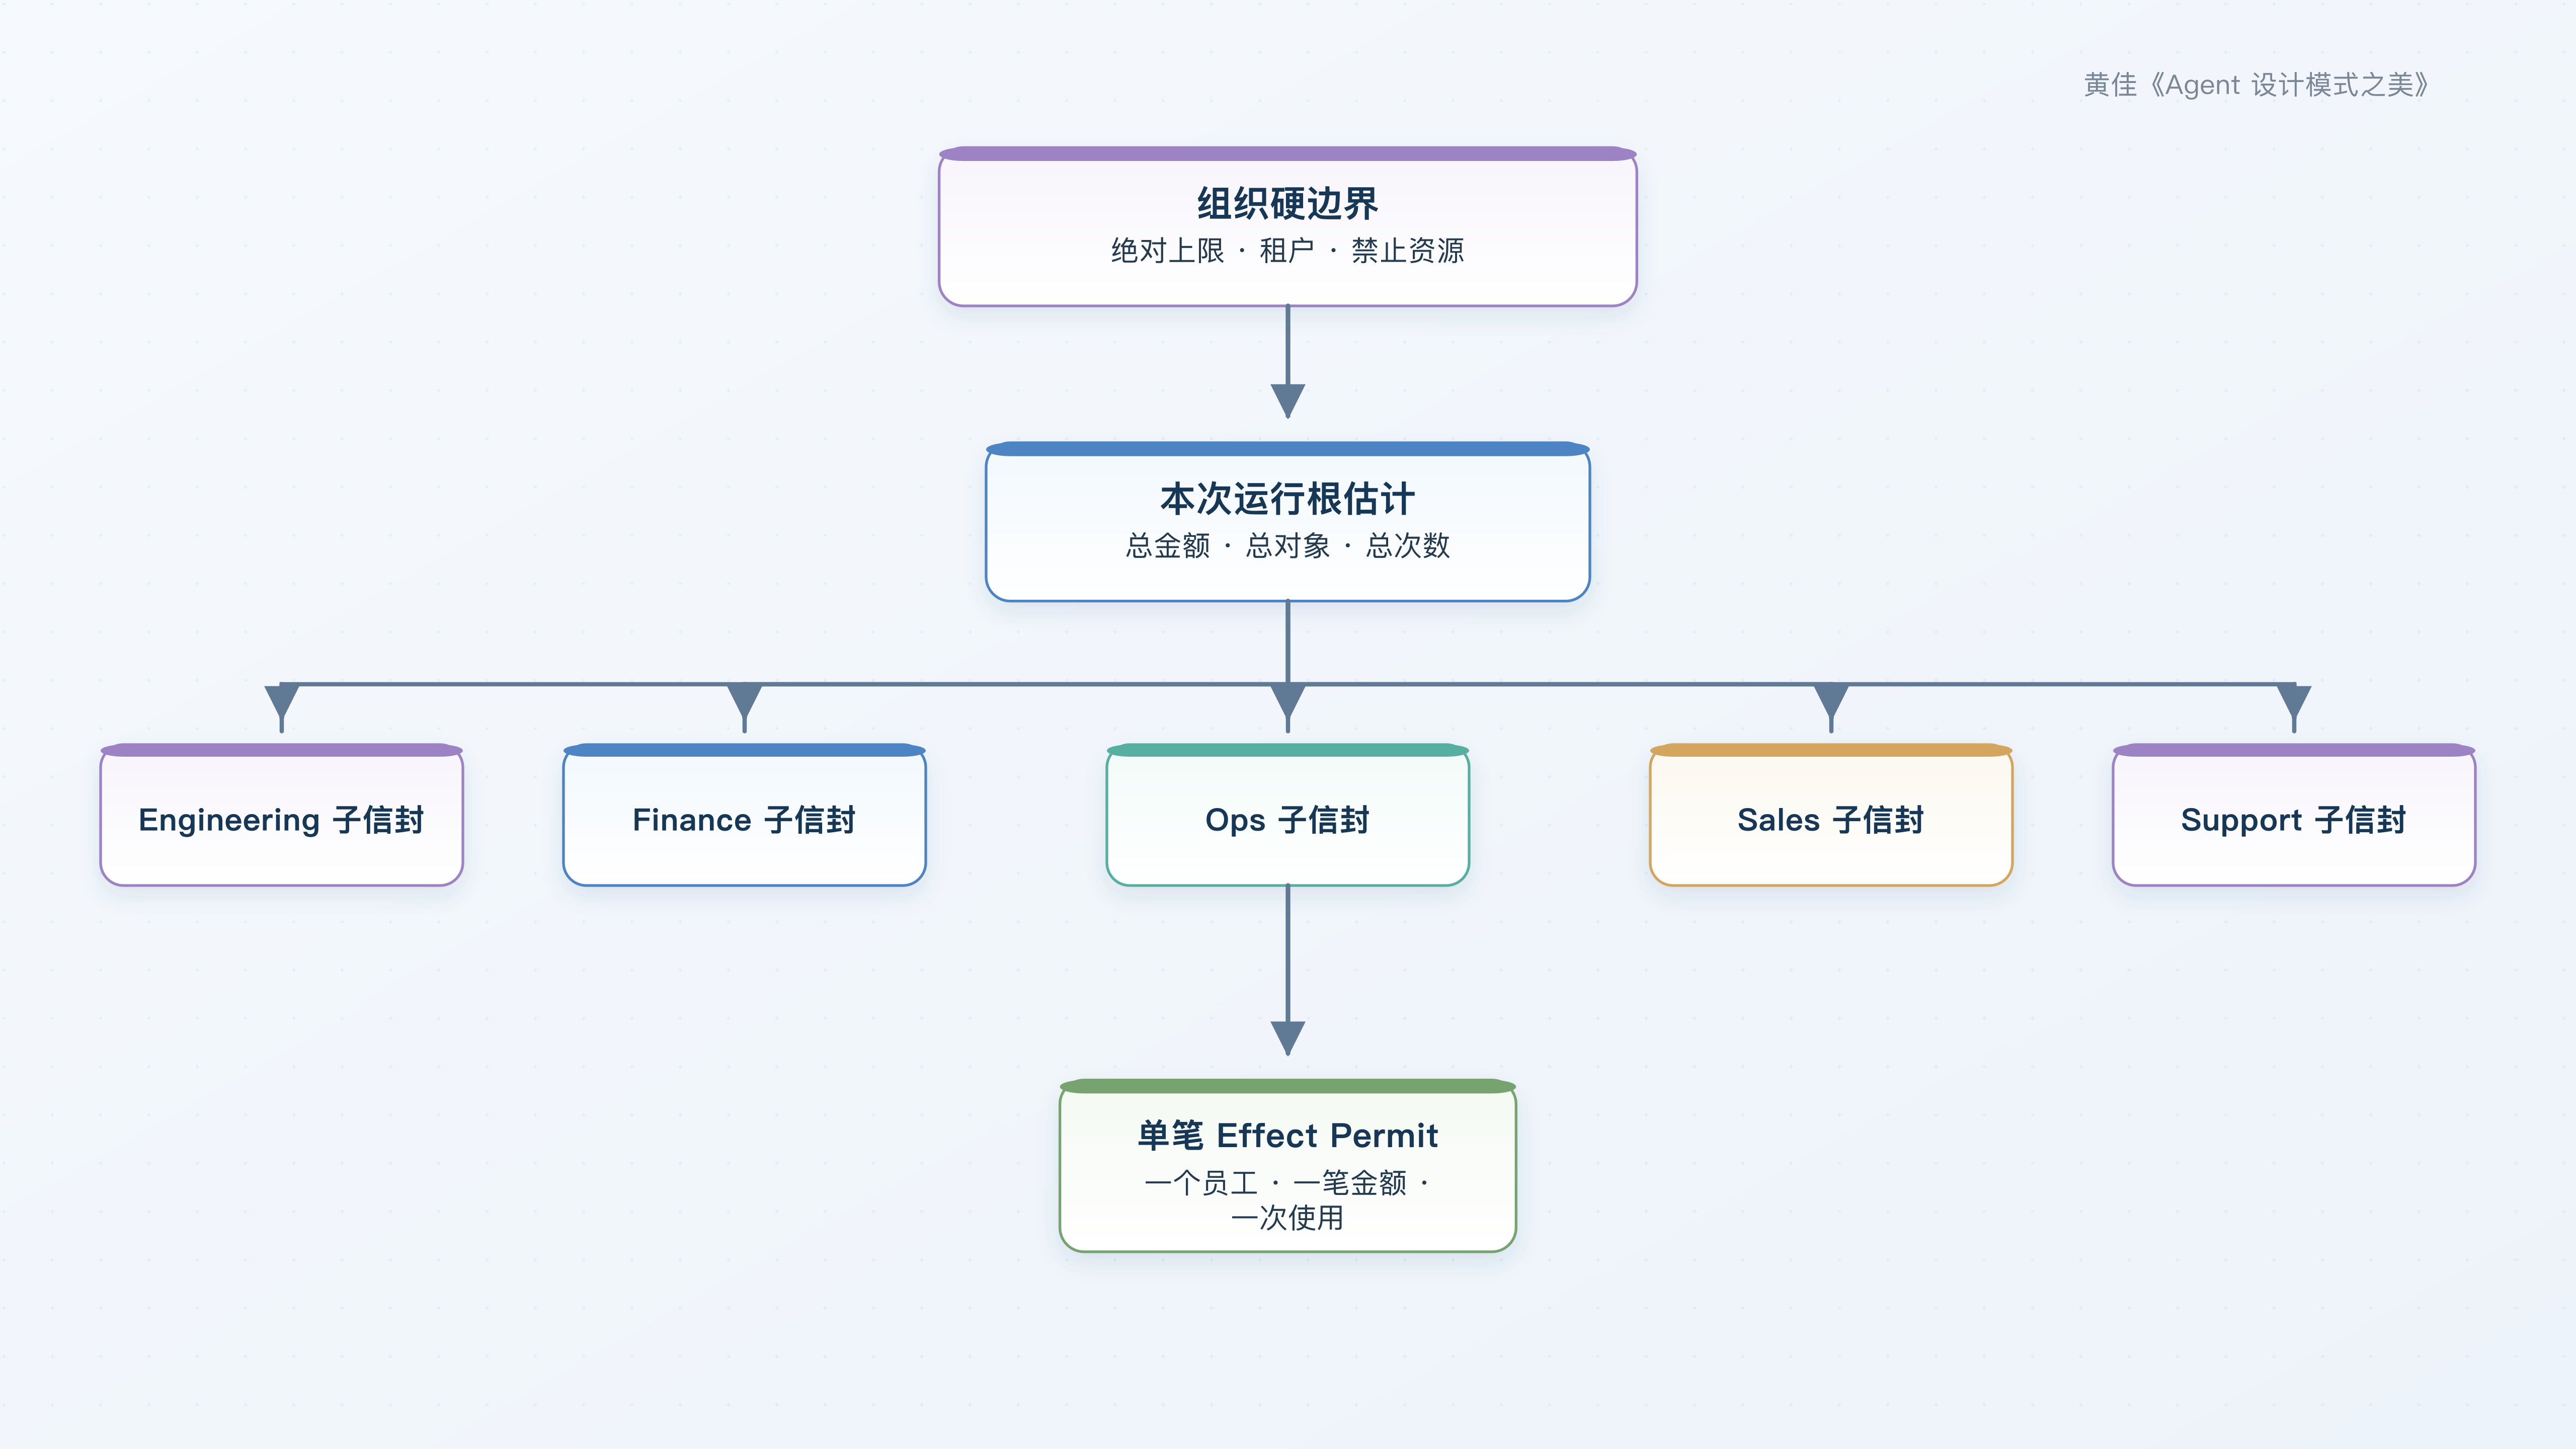 黄佳《Agent 设计模式之美》
组织硬边界
绝对上限 · 租户 · 禁止资源
本次运行根估计
总金额 · 总对象 · 总次数
Engineering 子信封
Finance 子信封
Ops 子信封
Sales 子信封
Support 子信封
单笔 Effect Permit
一个员工 · 一笔金额 ·
一次使用